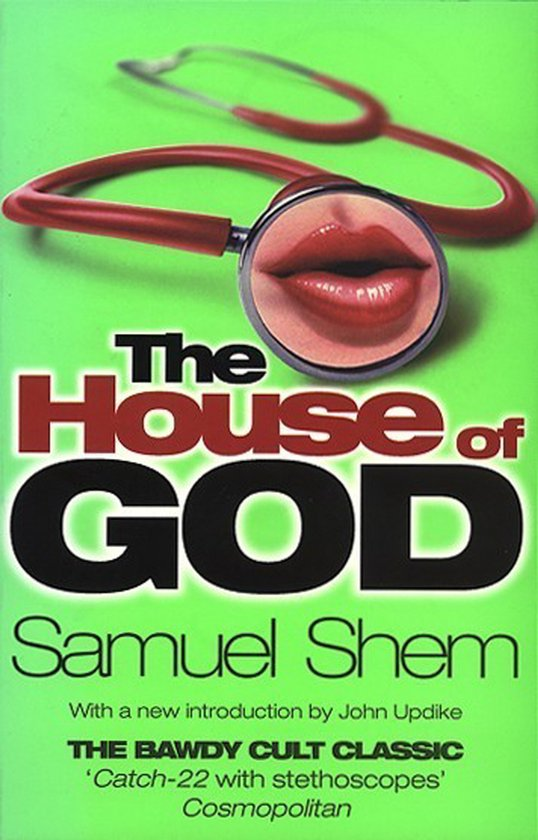 The
House of
GOD
Samuel Shem
With a new introduction by John Updike
THE BAWDY CULT CLASSIC
‘Catch-22 with stethoscopes’
Cosmopolitan